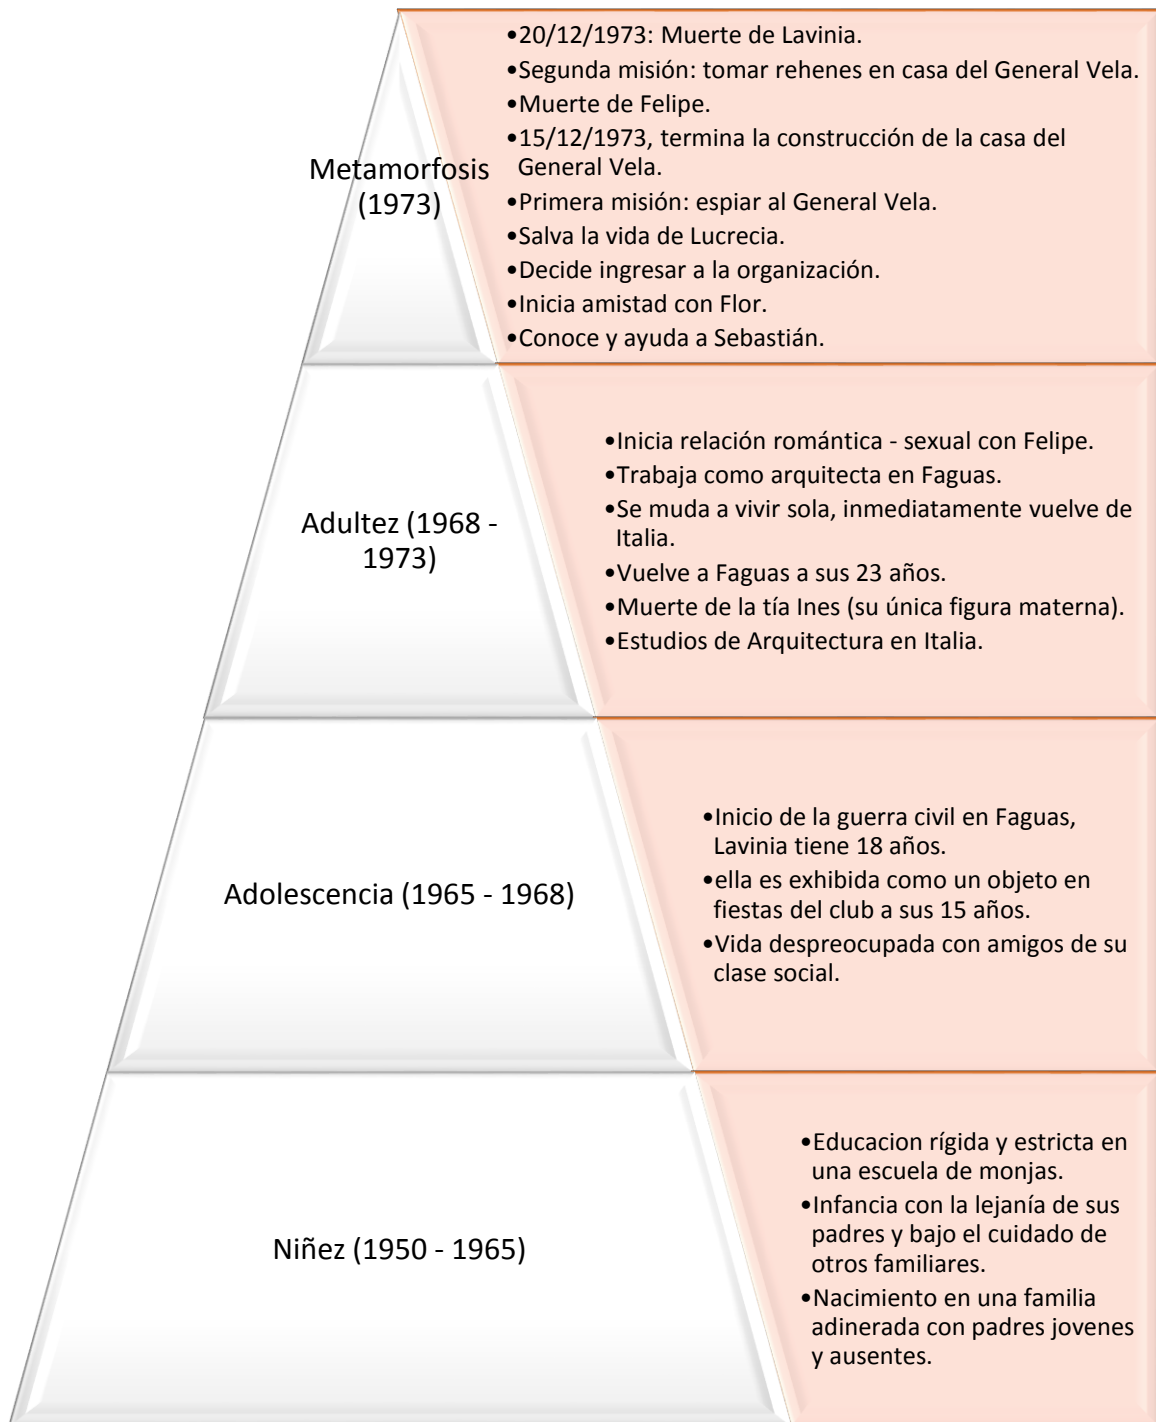 Metamorfosis
(1973)
•20/12/1973: Muerte de Lavinia.
•Segunda misión: tomar rehenes en casa del General Vela.
•Muerte de Felipe.
•15/12/1973, termina la construcción de la casa del
General Vela.
•Primera misión: espiar al General Vela.
•Salva la vida de Lucrecia.
•Decide ingresar a la organización.
•Inicia amistad con Flor.
•Conoce y ayuda a Sebastián.
Adultez (1968 -
1973)
•Inicia relación romántica - sexual con Felipe.
•Trabaja como arquitecta en Faguas.
•Se muda a vivir sola, inmediatamente vuelve de
Italia.
•Vuelve a Faguas a sus 23 años.
•Muerte de la tía Ines (su única figura materna).
•Estudios de Arquitectura en Italia.
Adolescencia (1965 - 1968)
•Inicio de la guerra civil en Faguas,
Lavinia tiene 18 años.
•ella es exhibida como un objeto en
fiestas del club a sus 15 años.
•Vida despreocupada con amigos de su
clase social.
Niñez (1950 - 1965)
•Educacion rígida y estricta en
una escuela de monjas.
•Infancia con la lejanía de sus
padres y bajo el cuidado de
otros familiares.
•Nacimiento en una familia
adinerada con padres jovenes
y ausentes.